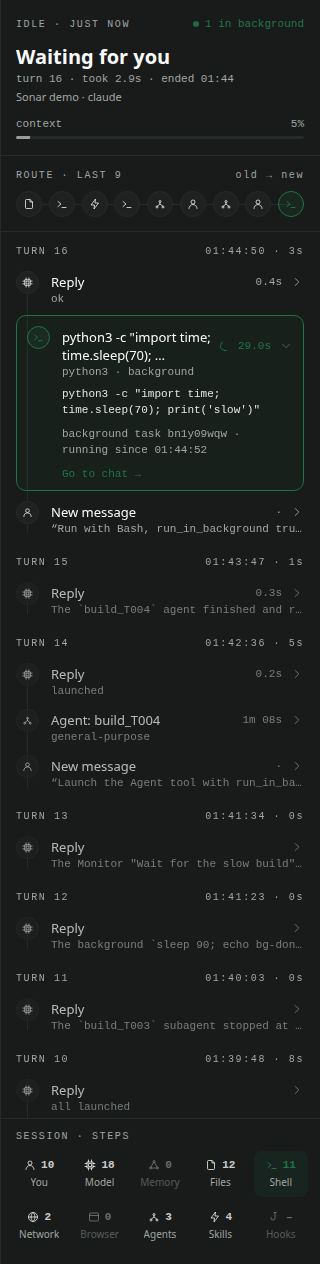 IDLE · JUST NOW
1 in background
Waiting for you
turn 16 · took 2.9s · ended 01:44
Sonar demo · claude
context 5%
ROUTE · LAST 9 old → new
TURN 16 01:44:50 · 3s
Reply 0.4s
ok
python3 -c "import time; time.sleep(70); … 29.0s
python3 · background
python3 -c "import time;
time.sleep(70); print('slow')"
background task bn1y09wqw ·
running since 01:44:52
Go to chat →
New message ·
“Run with Bash, run_in_background tru…
TURN 15 01:43:47 · 1s
Reply 0.3s
The `build_T004` agent finished and r…
TURN 14 01:42:36 · 5s
Reply 0.2s
launched
Agent: build_T004 1m 08s
general-purpose
New message ·
“Launch the Agent tool with run_in_ba…
TURN 13 01:41:34 · 0s
Reply
The Monitor "Wait for the slow build"…
TURN 12 01:41:23 · 0s
Reply
The background `sleep 90; echo bg-don…
TURN 11 01:40:03 · 0s
Reply
The `build_T003` subagent stopped at …
TURN 10 01:39:48 · 8s
Reply
all launched
SESSION · STEPS
10 18 0 12 11
You Model Memory Files Shell
2 0 3 4 –
Network Browser Agents Skills Hooks